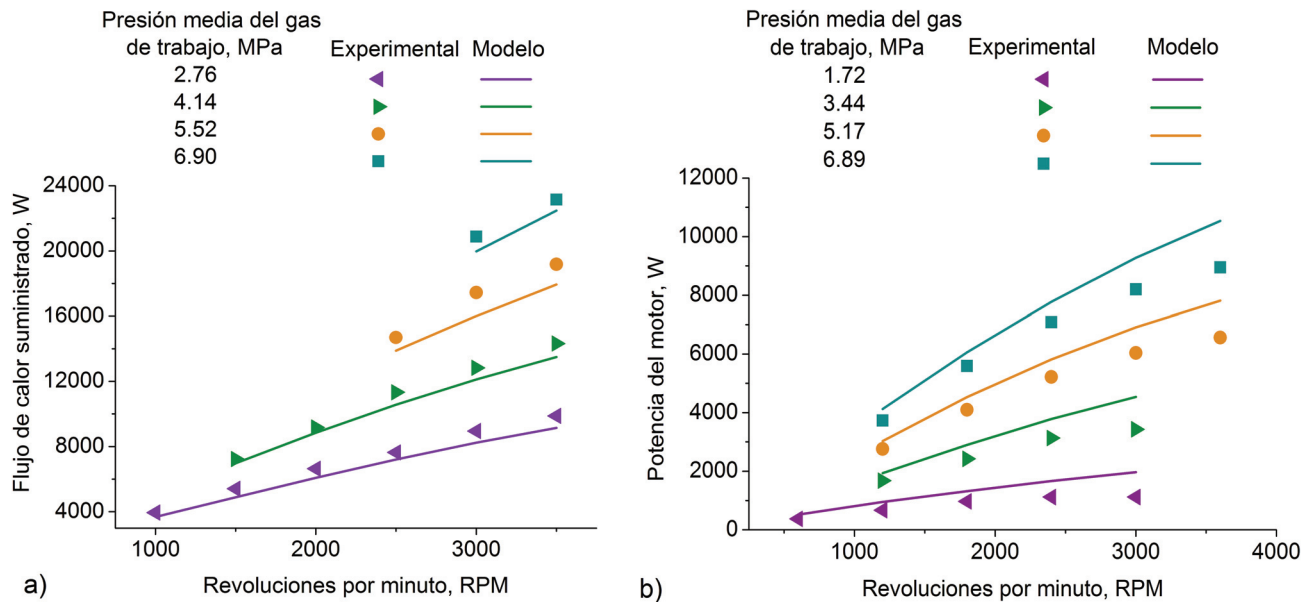 Presión media del gas
de trabajo, MPa Experimental Modelo
2.76
4.14
5.52
6.90
24000
20000
16000
12000
8000
4000
Flujo de calor suministrado, W
1000 2000 3000
Revoluciones por minuto, RPM
a)
Presión media del gas
de trabajo, MPa Experimental Modelo
1.72
3.44
5.17
6.89
12000
10000
8000
6000
4000
2000
0
Potencia del motor, W
1000 2000 3000 4000
Revoluciones por minuto, RPM
b)